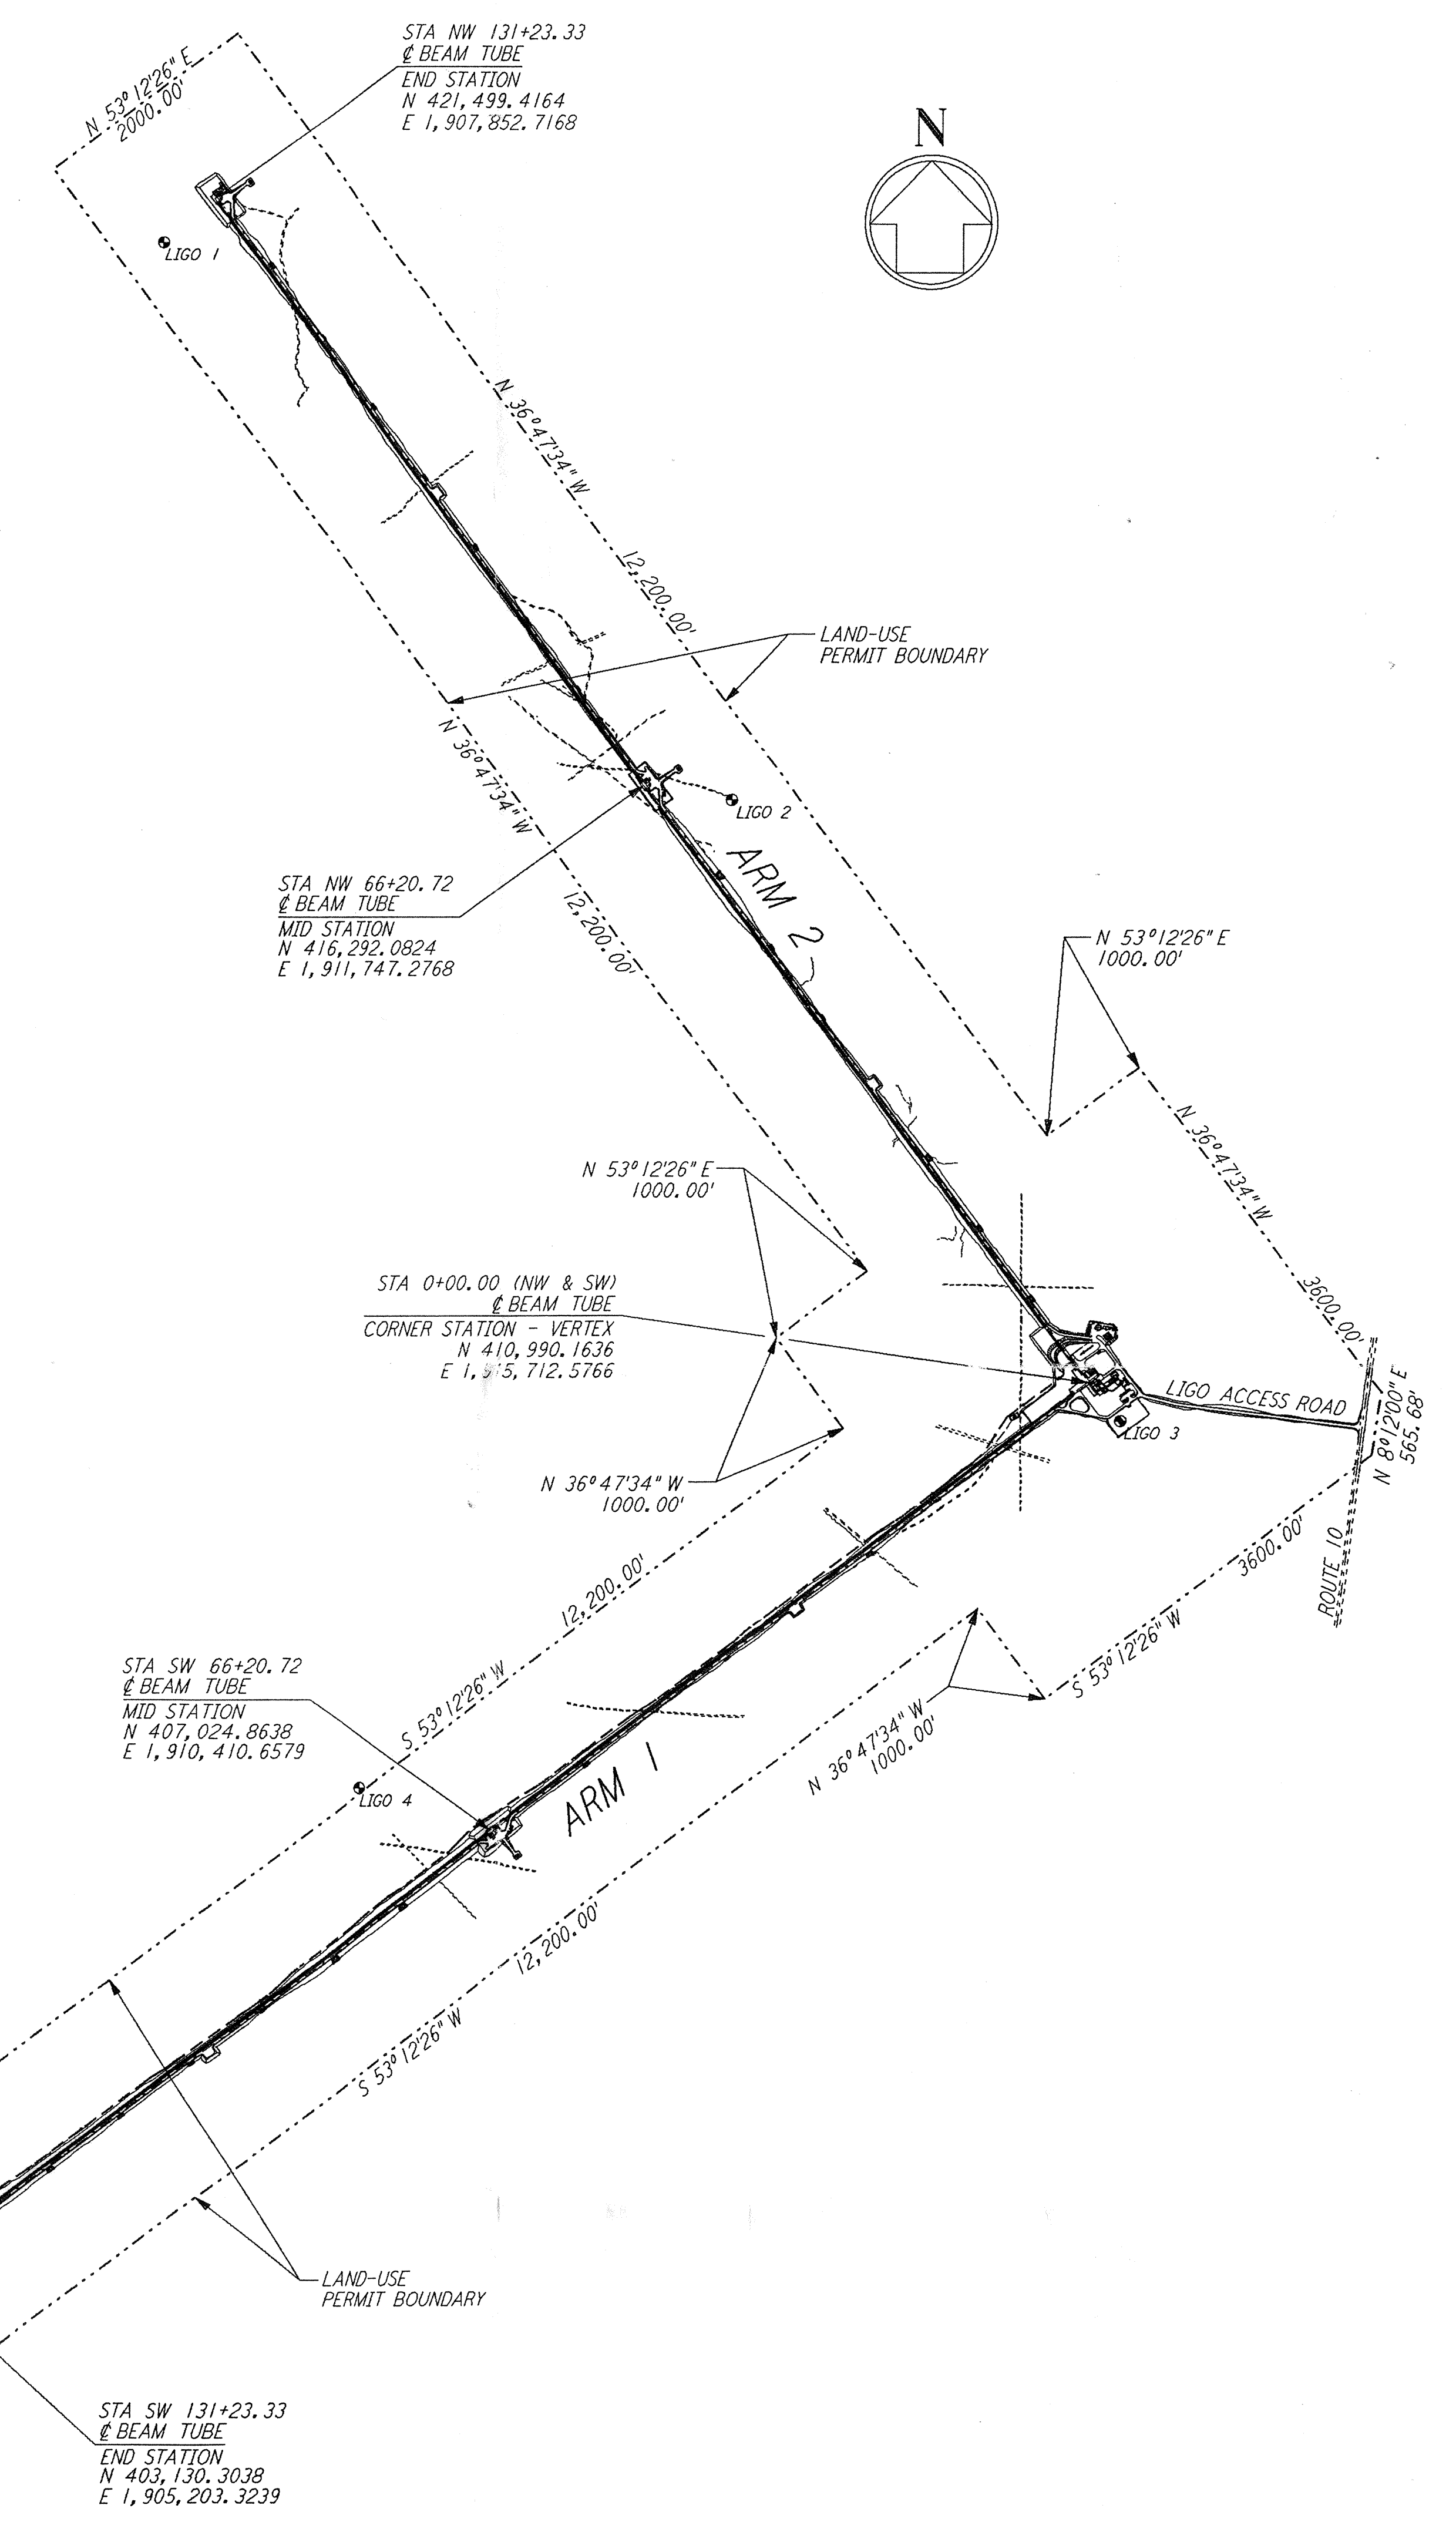 STA NW 131+23.33
℄ BEAM TUBE
END STATION
N 421,499.4164
E 1,907,852.7168
N 53°12'26" E
2000.00'
N
LIGO 1
N 36°47'34" W
12,200.00'
LAND-USE
PERMIT BOUNDARY
N 36°47'34" W
12,200.00'
LIGO 2
ARM 2
STA NW 66+20.72
℄ BEAM TUBE
MID STATION
N 416,292.0824
E 1,911,747.2768
N 53°12'26" E
1000.00'
N 36°47'34" W
3600.00'
N 53°12'26" E
1000.00'
STA 0+00.00 (NW & SW)
℄ BEAM TUBE
CORNER STATION - VERTEX
N 410,990.1636
E 1,915,712.5766
LIGO ACCESS ROAD
N 8°12'00" E
565.68'
LIGO 3
N 36°47'34" W
1000.00'
ROUTE 10
3600.00'
S 53°12'26" W
12,200.00'
S 53°12'26" W
STA SW 66+20.72
℄ BEAM TUBE
MID STATION
N 407,024.8638
E 1,910,410.6579
N 36°47'34" W
1000.00'
LIGO 4
ARM 1
12,200.00'
S 53°12'26" W
LAND-USE
PERMIT BOUNDARY
STA SW 131+23.33
℄ BEAM TUBE
END STATION
N 403,130.3038
E 1,905,203.3239